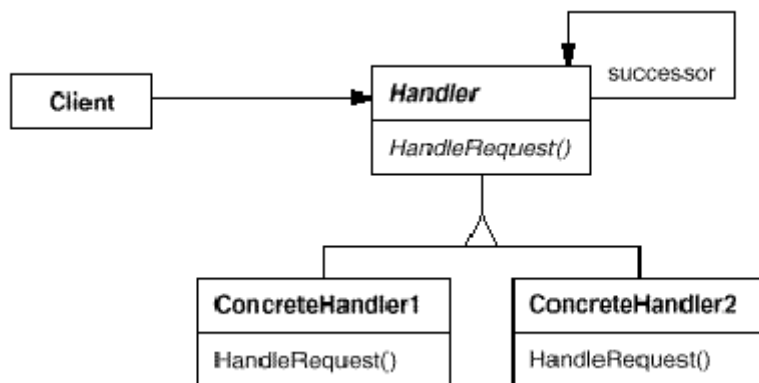 successor
Client
Handler
HandleRequest()
ConcreteHandler1
ConcreteHandler2
HandleRequest()
HandleRequest()